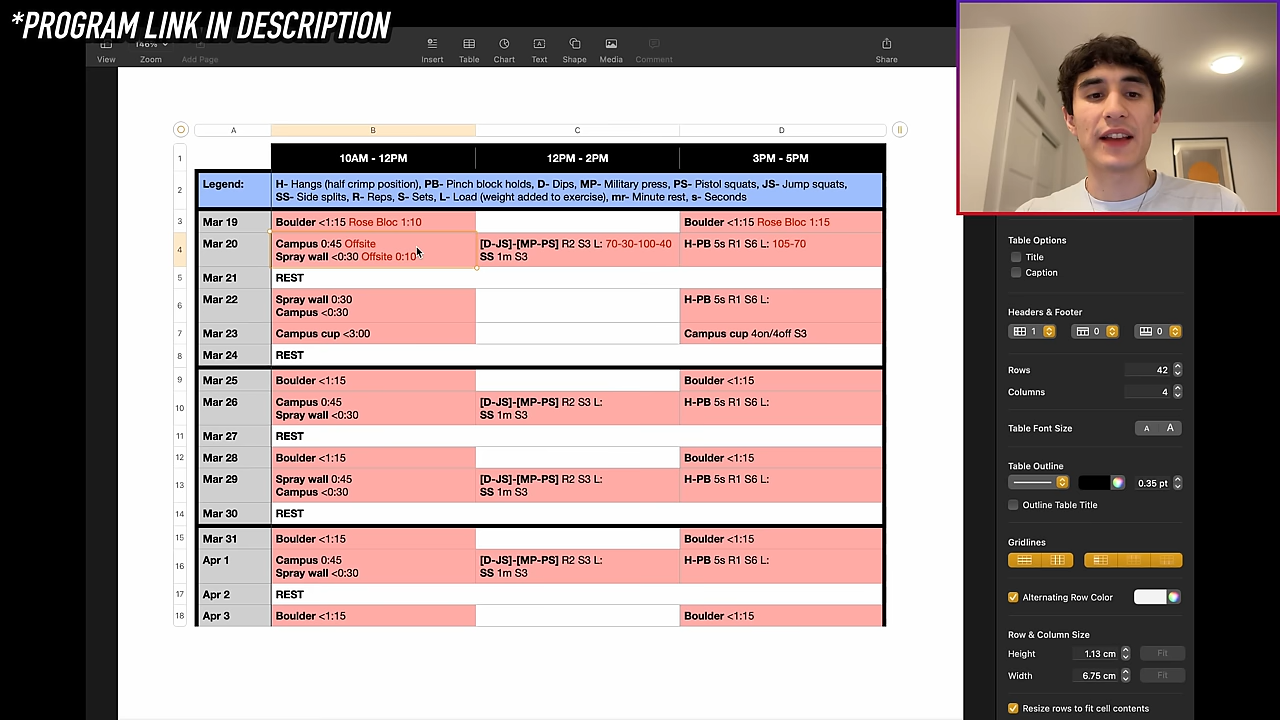 *PROGRAM LINK IN DESCRIPTION
View
146%
Zoom
Add Page
Insert
Table
Chart
Text
Shape
Media
Comment
Share
A
B
C
D
1
10AM - 12PM
12PM - 2PM
3PM - 5PM
2
Legend:
H- Hangs (half crimp position), PB- Pinch block holds, D- Dips, MP- Military press, PS- Pistol squats, JS- Jump squats,
SS- Side splits, R- Reps, S- Sets, L- Load (weight added to exercise), mr- Minute rest, s- Seconds
3
Mar 19
Boulder <1:15 Rose Bloc 1:10
Boulder <1:15 Rose Bloc 1:15
4
Mar 20
Campus 0:45 Offsite
Spray wall <0:30 Offsite 0:10
[D-JS]-[MP-PS] R2 S3 L: 70-30-100-40
SS 1m S3
H-PB 5s R1 S6 L: 105-70
5
Mar 21
REST
6
Mar 22
Spray wall 0:30
Campus <0:30
H-PB 5s R1 S6 L:
7
Mar 23
Campus cup <3:00
Campus cup 4on/4off S3
8
Mar 24
REST
9
Mar 25
Boulder <1:15
Boulder <1:15
10
Mar 26
Campus 0:45
Spray wall <0:30
[D-JS]-[MP-PS] R2 S3 L:
SS 1m S3
H-PB 5s R1 S6 L:
11
Mar 27
REST
12
Mar 28
Boulder <1:15
Boulder <1:15
13
Mar 29
Spray wall 0:45
Campus <0:30
[D-JS]-[MP-PS] R2 S3 L:
SS 1m S3
H-PB 5s R1 S6 L:
14
Mar 30
REST
15
Mar 31
Boulder <1:15
Boulder <1:15
16
Apr 1
Campus 0:45
Spray wall <0:30
[D-JS]-[MP-PS] R2 S3 L:
SS 1m S3
H-PB 5s R1 S6 L:
17
Apr 2
REST
18
Apr 3
Boulder <1:15
Boulder <1:15
Table Options
Title
Caption
Headers & Footer
1
0
0
Rows
42
Columns
4
Table Font Size
A
A
Table Outline
0.35 pt
Outline Table Title
Gridlines
Alternating Row Color
Row & Column Size
Height
1.13 cm
Fit
Width
6.75 cm
Fit
Resize rows to fit cell contents